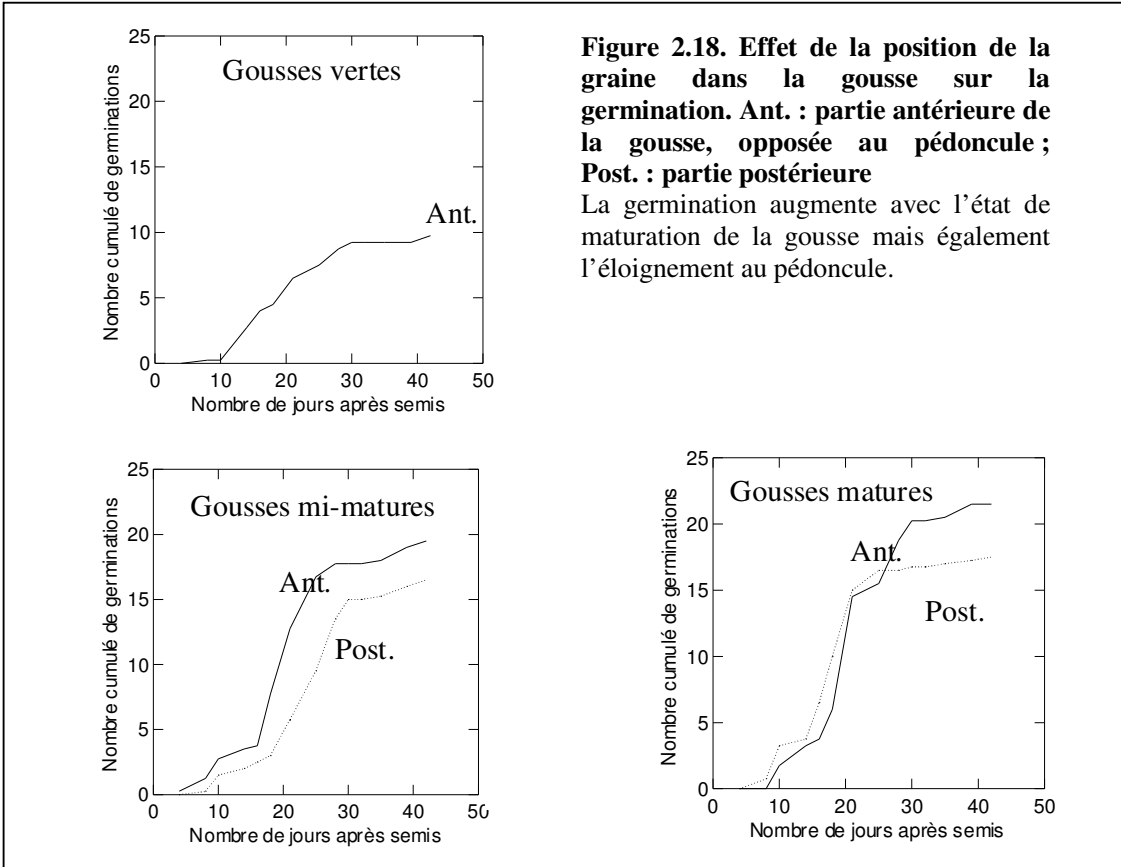 25
Gousses vertes
20
15
Ant.
10
5
0
0 10 20 30 40 50
Nombre de jours après semis
Nombre cumulé de germinations
Figure 2.18. Effet de la position de la
graine dans la gousse sur la
germination. Ant. : partie antérieure de
la gousse, opposée au pédoncule ;
Post. : partie postérieure
La germination augmente avec l'état de
maturation de la gousse mais également
l'éloignement au pédoncule.
25
Gousses mi-matures
20
Ant.
15
Post.
10
5
0
0 10 20 30 40 50
Nombre de jours après semis
Nombre cumulé de germinations
25
Gousses matures
20
Ant.
15
Post.
10
5
0
0 10 20 30 40 50
Nombre de jours après semis
Nombre cumulé de germinations